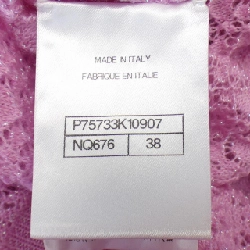 MADE IN ITALY
FABRIQUE EN ITALIE
P75733K10907
NQ676 38